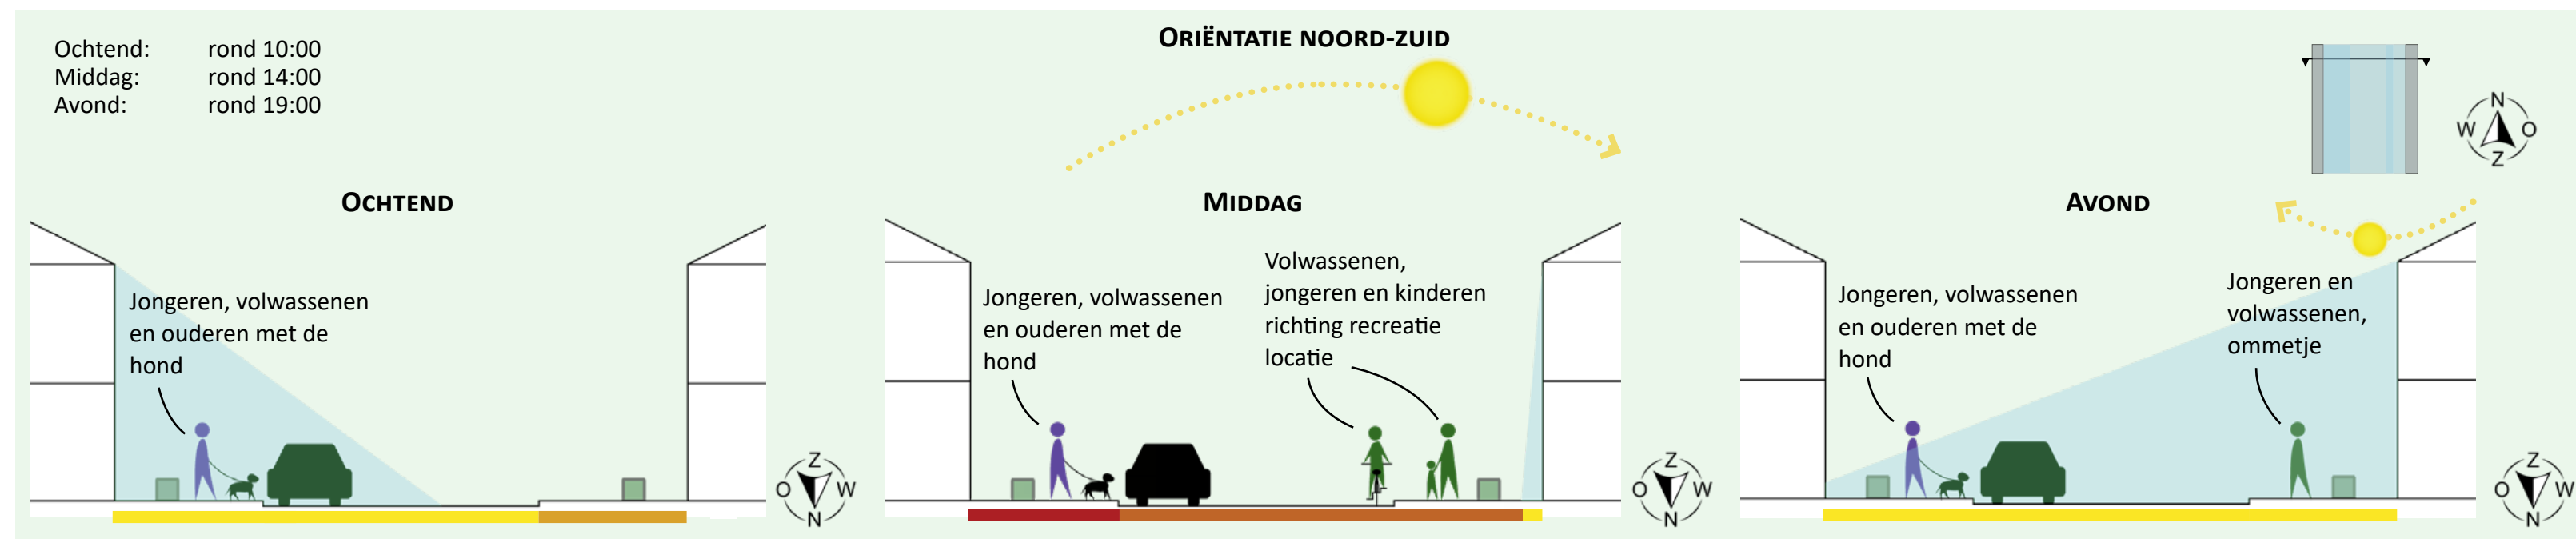 ORIËNTATIE NOORD-ZUID
Ochtend: rond 10:00
Middag: rond 14:00
Avond: rond 19:00
N
W O
Z
OCHTEND
Jongeren, volwassenen
en ouderen met de
hond
Z
O W
N
MIDDAG
Jongeren, volwassenen
en ouderen met de
hond
Volwassenen,
jongeren en kinderen
richting recreatie
locatie
Z
O W
N
AVOND
Jongeren, volwassenen
en ouderen met de
hond
Jongeren en
volwassenen,
ommetje
Z
O W
N